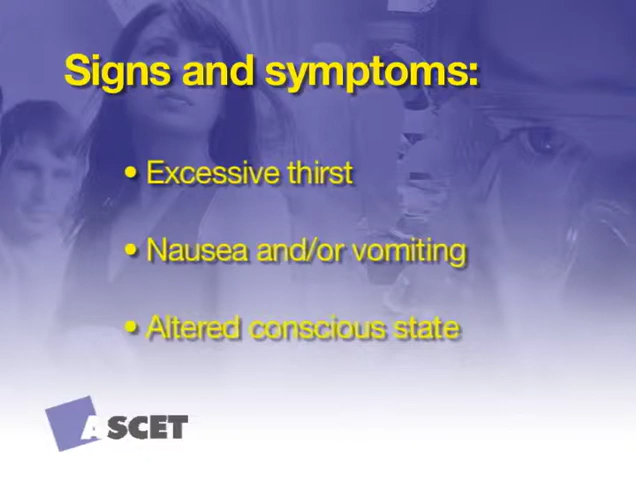 Signs and symptoms:
• Excessive thirst
• Nausea and/or vomiting
• Altered conscious state
ASCET